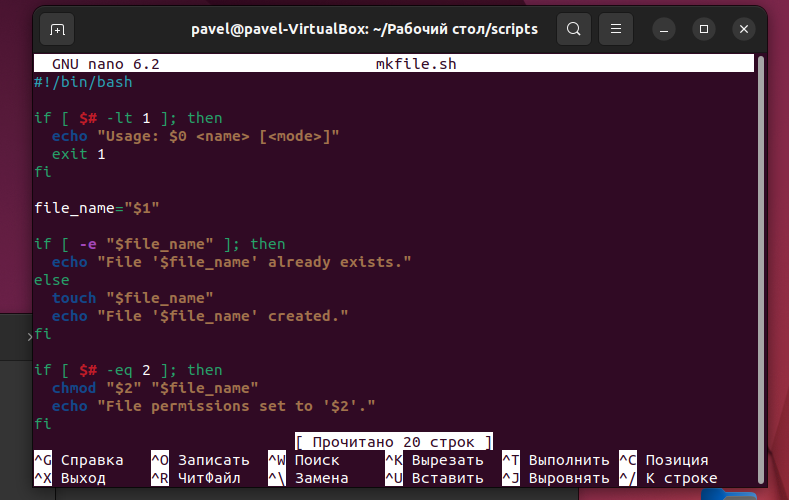 pavel@pavel-VirtualBox: ~/Рабочий стол/scripts
GNU nano 6.2 mkfile.sh
#!/bin/bash

if [ $# -lt 1 ]; then
  echo "Usage: $0 <name> [<mode>]"
  exit 1
fi

file_name="$1"

if [ -e "$file_name" ]; then
  echo "File '$file_name' already exists."
else
  touch "$file_name"
  echo "File '$file_name' created."
fi

if [ $# -eq 2 ]; then
  chmod "$2" "$file_name"
  echo "File permissions set to '$2'."
fi
[ Прочитано 20 строк ]
^G Справка ^O Записать ^W Поиск ^K Вырезать ^T Выполнить ^C Позиция
^X Выход ^R ЧитФайл ^\ Замена ^U Вставить ^J Выровнять ^/ К строке